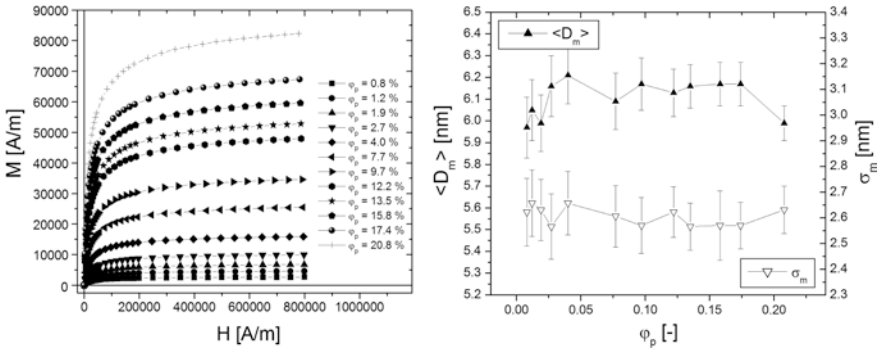 90000
80000
70000
60000
50000
40000
30000
20000
10000
0
M [A/m]
0 200000 400000 600000 800000 1000000
H [A/m]
φp = 0.8 %
φp = 1.2 %
φp = 1.9 %
φp = 2.7 %
φp = 4.0 %
φp = 7.7 %
φp = 9.7 %
φp = 12.2 %
φp = 13.5 %
φp = 15.8 %
φp = 17.4 %
φp = 20.8 %
6.5
6.4
6.3
6.2
6.1
6.0
5.9
5.8
5.7
5.6
5.5
5.4
5.3
5.2
<Dm> [nm]
<Dm>
σm
0.00 0.05 0.10 0.15 0.20
φp [-]
3.4
3.3
3.2
3.1
3.0
2.9
2.8
2.7
2.6
2.5
2.4
2.3
σm [nm]